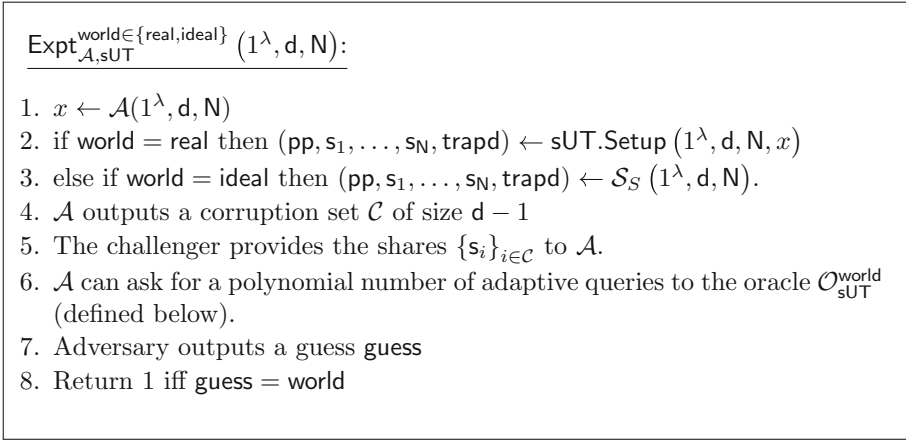 Expt^{world∈{real,ideal}}_{𝒜,sUT} (1^λ, d, N):
1. x ← 𝒜(1^λ, d, N)
2. if world = real then (pp, s_1, . . . , s_N, trapd) ← sUT.Setup (1^λ, d, N, x)
3. else if world = ideal then (pp, s_1, . . . , s_N, trapd) ← 𝒮_S (1^λ, d, N).
4. 𝒜 outputs a corruption set 𝒞 of size d − 1
5. The challenger provides the shares {s_i}_{i∈𝒞} to 𝒜.
6. 𝒜 can ask for a polynomial number of adaptive queries to the oracle 𝒪^{world}_{sUT}
(defined below).
7. Adversary outputs a guess guess
8. Return 1 iff guess = world